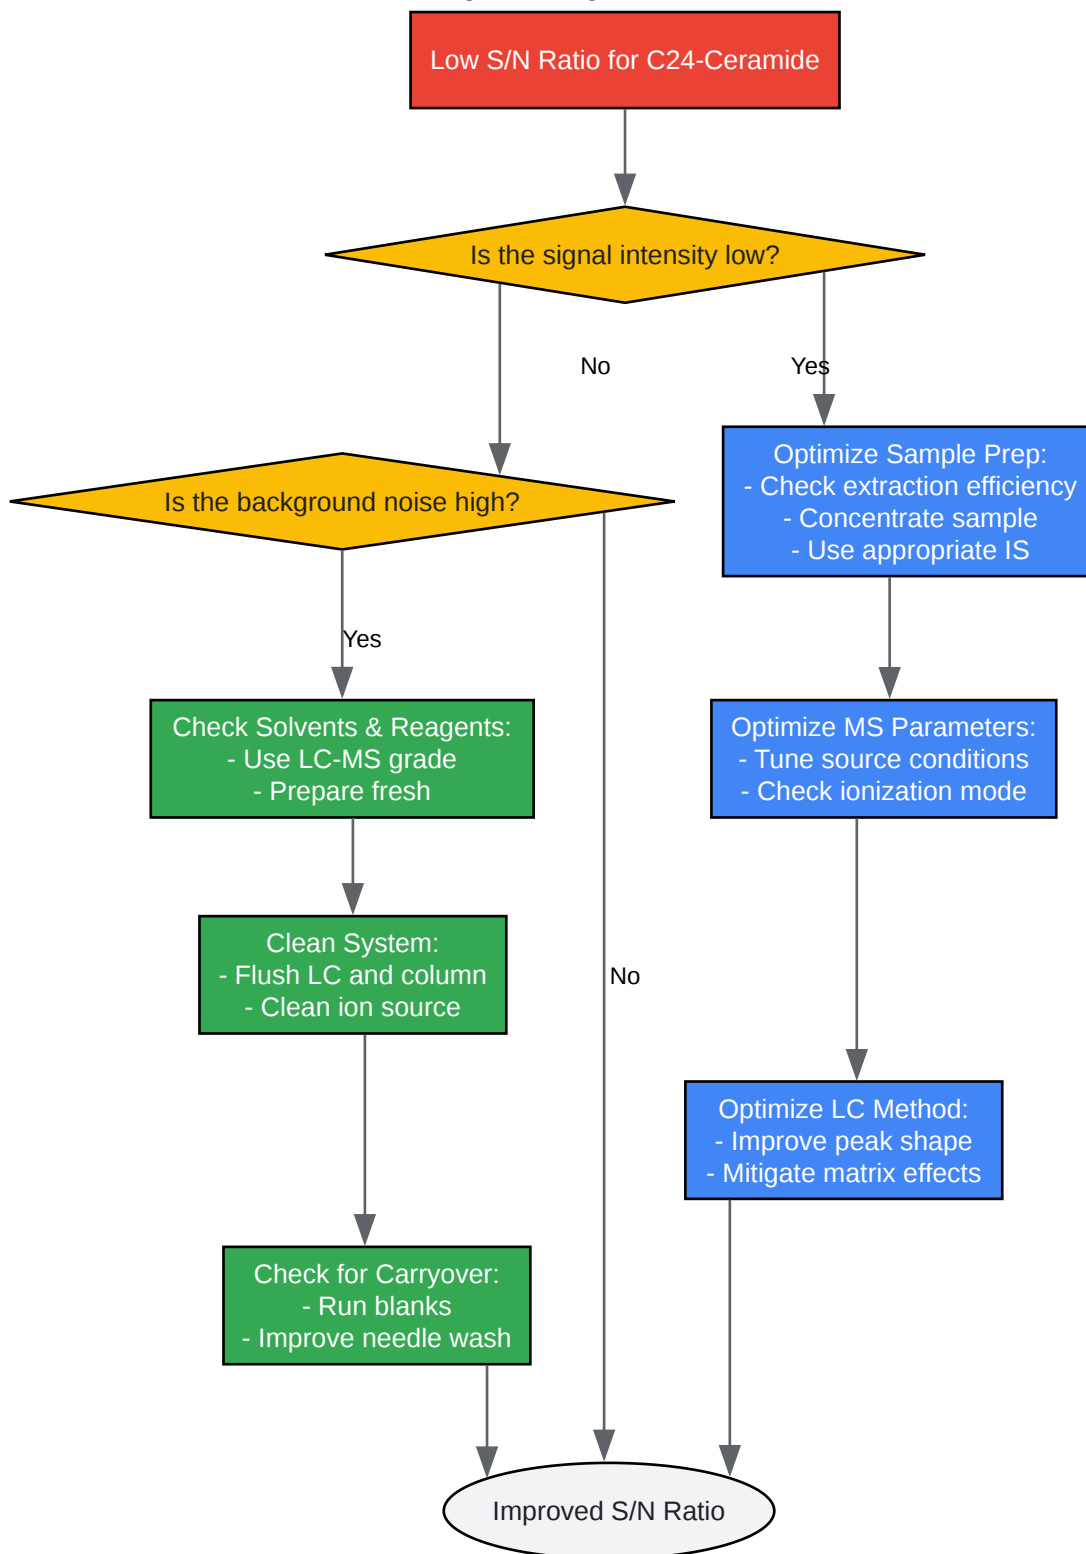 Low S/N Ratio for C24-Ceramide
Is the signal intensity low?
No
Yes
Is the background noise high?
Optimize Sample Prep:
- Check extraction efficiency
- Concentrate sample
- Use appropriate IS
Yes
Check Solvents & Reagents:
- Use LC-MS grade
- Prepare fresh
Optimize MS Parameters:
- Tune source conditions
- Check ionization mode
Clean System:
- Flush LC and column
- Clean ion source
No
Optimize LC Method:
- Improve peak shape
- Mitigate matrix effects
Check for Carryover:
- Run blanks
- Improve needle wash
Improved S/N Ratio